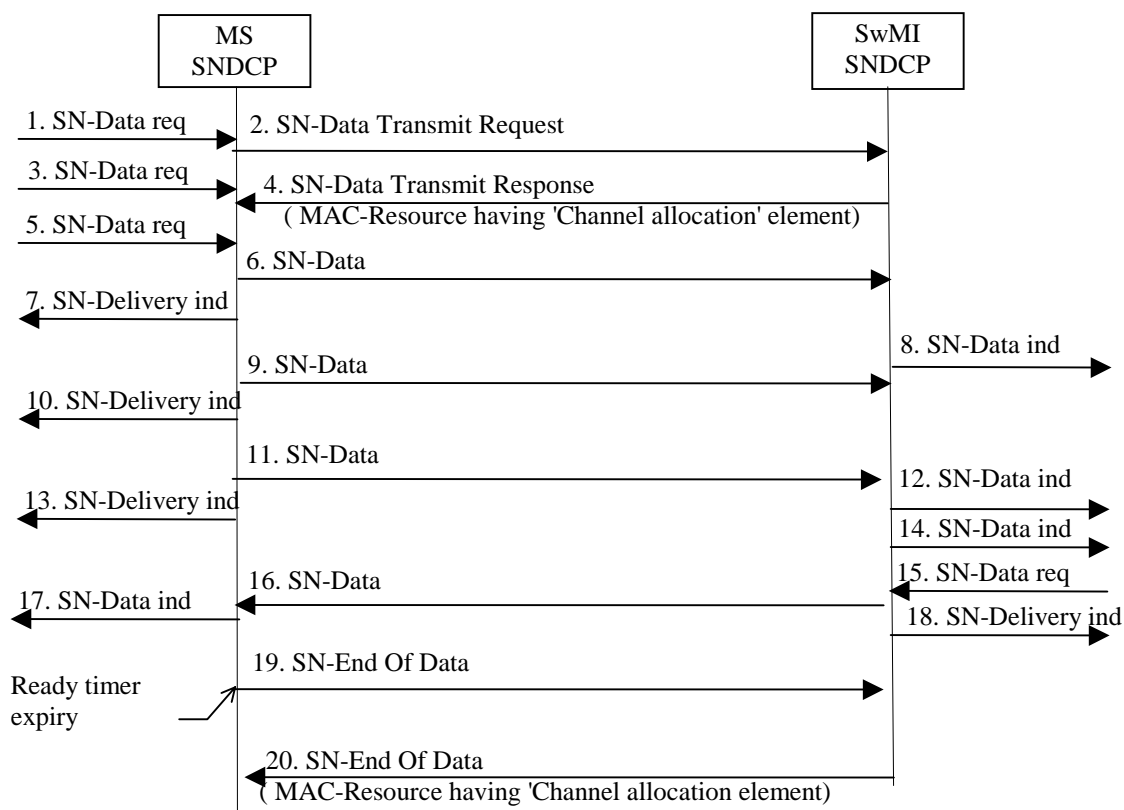 MS
SNDCP
SwMI
SNDCP
1. SN-Data req
2. SN-Data Transmit Request
3. SN-Data req
4. SN-Data Transmit Response
( MAC-Resource having 'Channel allocation' element)
5. SN-Data req
6. SN-Data
7. SN-Delivery ind
8. SN-Data ind
9. SN-Data
10. SN-Delivery ind
11. SN-Data
12. SN-Data ind
13. SN-Delivery ind
14. SN-Data ind
15. SN-Data req
16. SN-Data
17. SN-Data ind
18. SN-Delivery ind
19. SN-End Of Data
Ready timer
expiry
20. SN-End Of Data
( MAC-Resource having 'Channel allocation element)